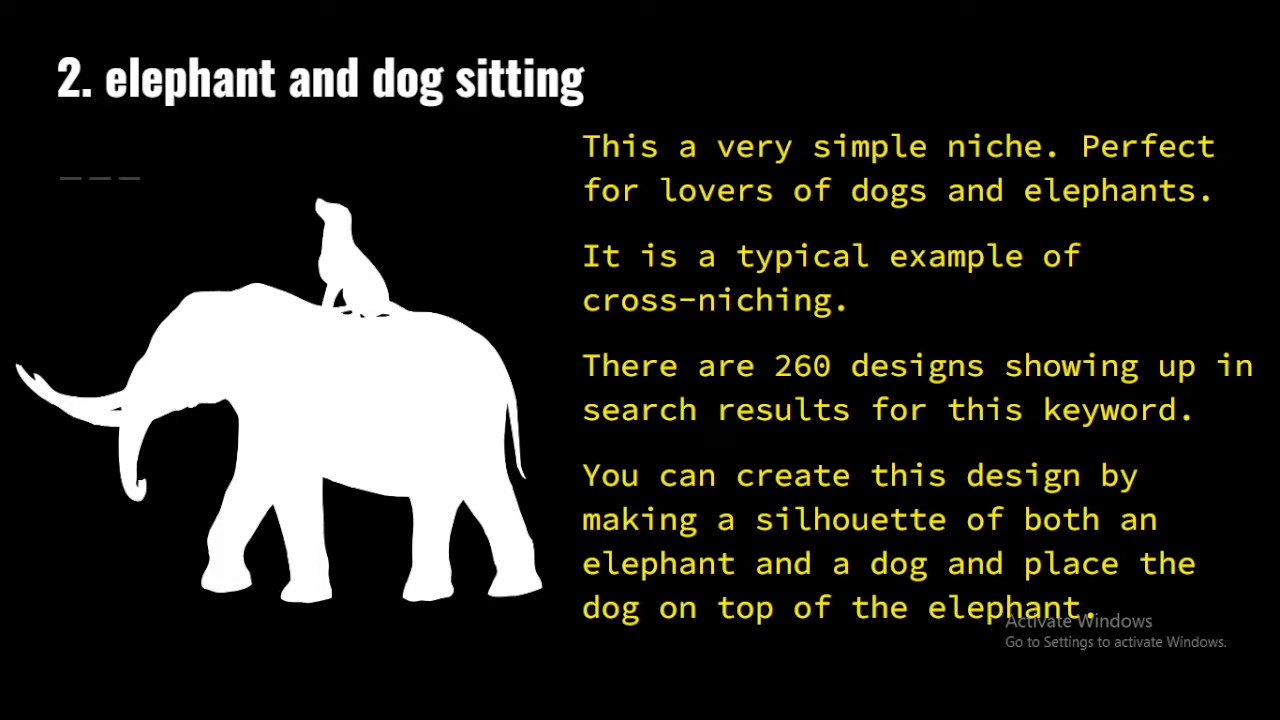 2. elephant and dog sitting
This a very simple niche. Perfect
for lovers of dogs and elephants.
It is a typical example of
cross-niching.
There are 260 designs showing up in
search results for this keyword.
You can create this design by
making a silhouette of both an
elephant and a dog and place the
dog on top of the elephant.
Activate Windows
Go to Settings to activate Windows.